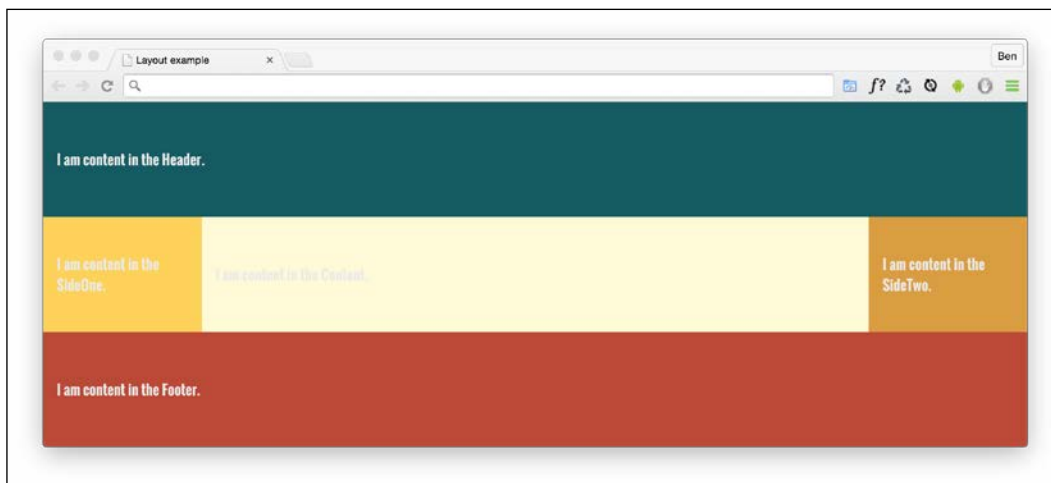 Layout example
Ben
f?
I am content in the Header.
I am content in the
SideOne.
I am content in the Content.
I am content in the
SideTwo.
I am content in the Footer.